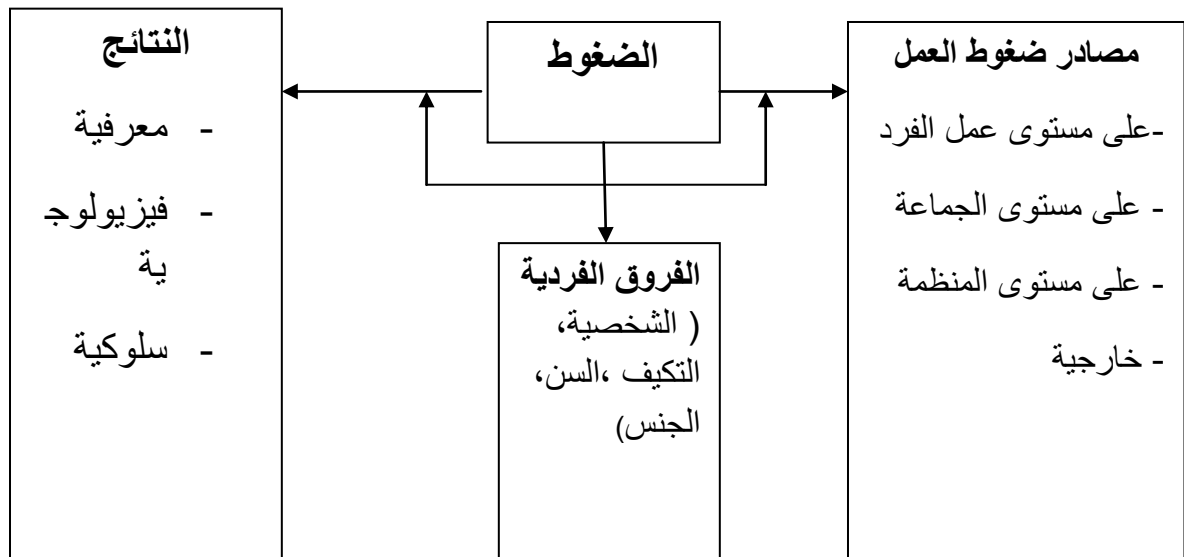 مصادر ضغوط العمل
-على مستوى عمل الفرد
- على مستوى الجماعة
- على مستوى المنظمة
- خارجية
الضغوط
الفروق الفردية
( الشخصية،
التكيف ،السن،
الجنس)
النتائج
- معرفية
- فيزيولوج
ية
- سلوكية